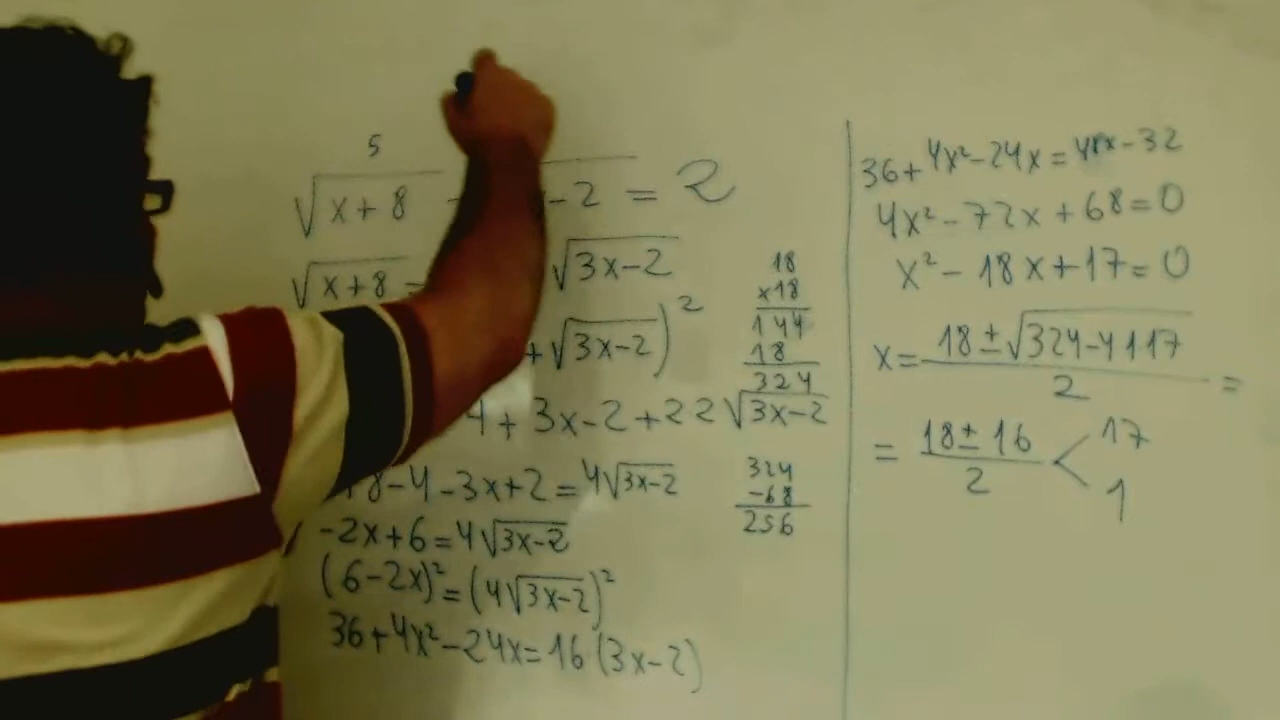 5
√x+8 - -2 = 2
√x+8 = √3x-2
+√3x-2)²
4+3x-2+22√3x-2
+8-4-3x+2=4√3x-2
-2x+6=4√3x-2
(6-2x)²=(4√3x-2)²
36+4x²-24x=16(3x-2)
18
x18
144
18
324
324
-68
256
36+4x²-24x=48x-32
4x²-72x+68=0
x²-18x+17=0
x=18±√324-4·1·17/2 =
=18±16/2 < 17
1